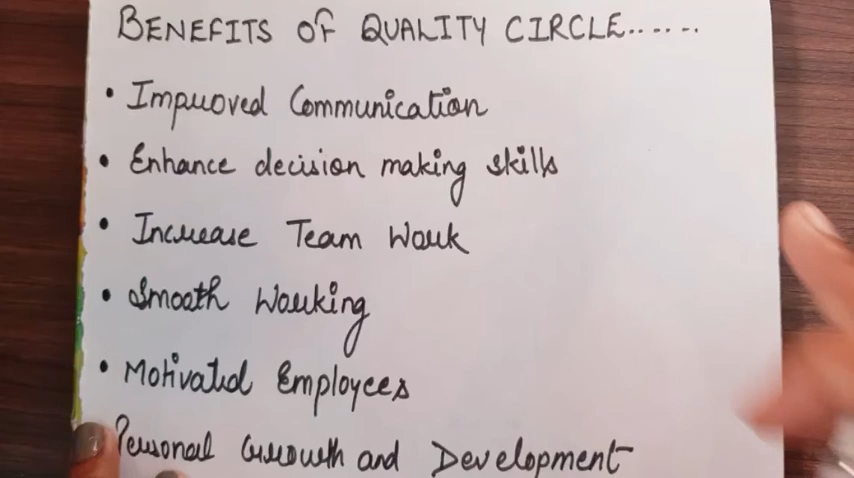 BENEFITS OF QUALITY CIRCLE......
• Improved Communication
• Enhance decision making skills
• Increase Team Work
• Smooth Working
• Motivated Employees
Personal Growth and Development